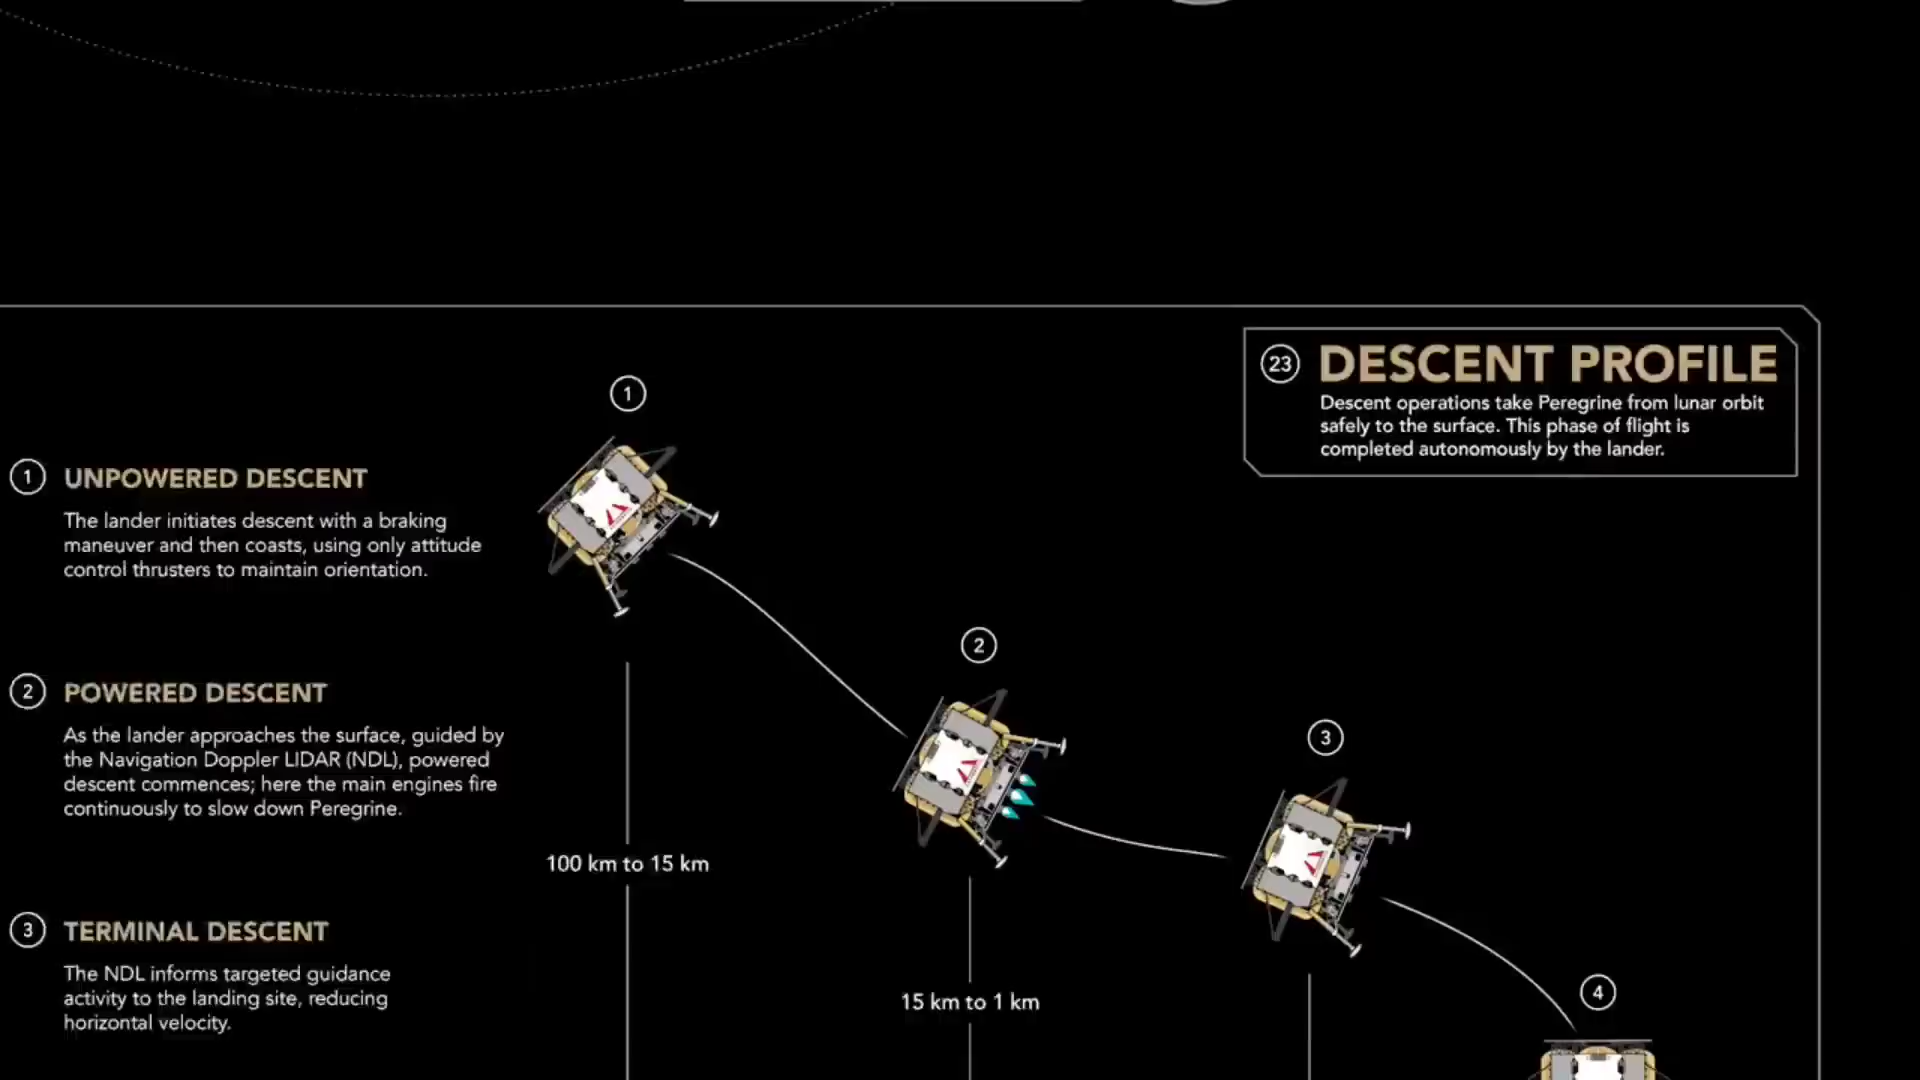 23 DESCENT PROFILE
Descent operations take Peregrine from lunar orbit
safely to the surface. This phase of flight is
completed autonomously by the lander.
1
1 UNPOWERED DESCENT
The lander initiates descent with a braking
maneuver and then coasts, using only attitude
control thrusters to maintain orientation.
2
2 POWERED DESCENT
As the lander approaches the surface, guided by
the Navigation Doppler LIDAR (NDL), powered
descent commences; here the main engines fire
continuously to slow down Peregrine.
3
100 km to 15 km
3 TERMINAL DESCENT
The NDL informs targeted guidance
activity to the landing site, reducing
horizontal velocity.
15 km to 1 km
4